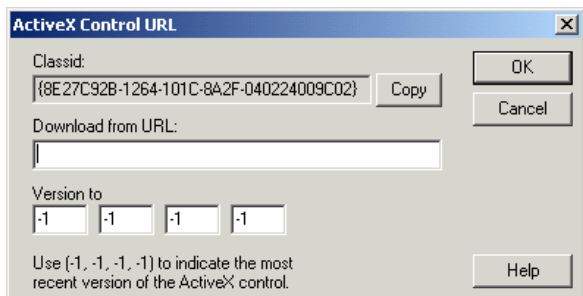 ActiveX Control URL
Classid:
{8E27C92B-1264-101C-8A2F-040224009C02}
Copy
OK
Cancel
Download from URL:
Version to
-1 -1 -1 -1
Use (-1, -1, -1, -1) to indicate the most
recent version of the ActiveX control.
Help